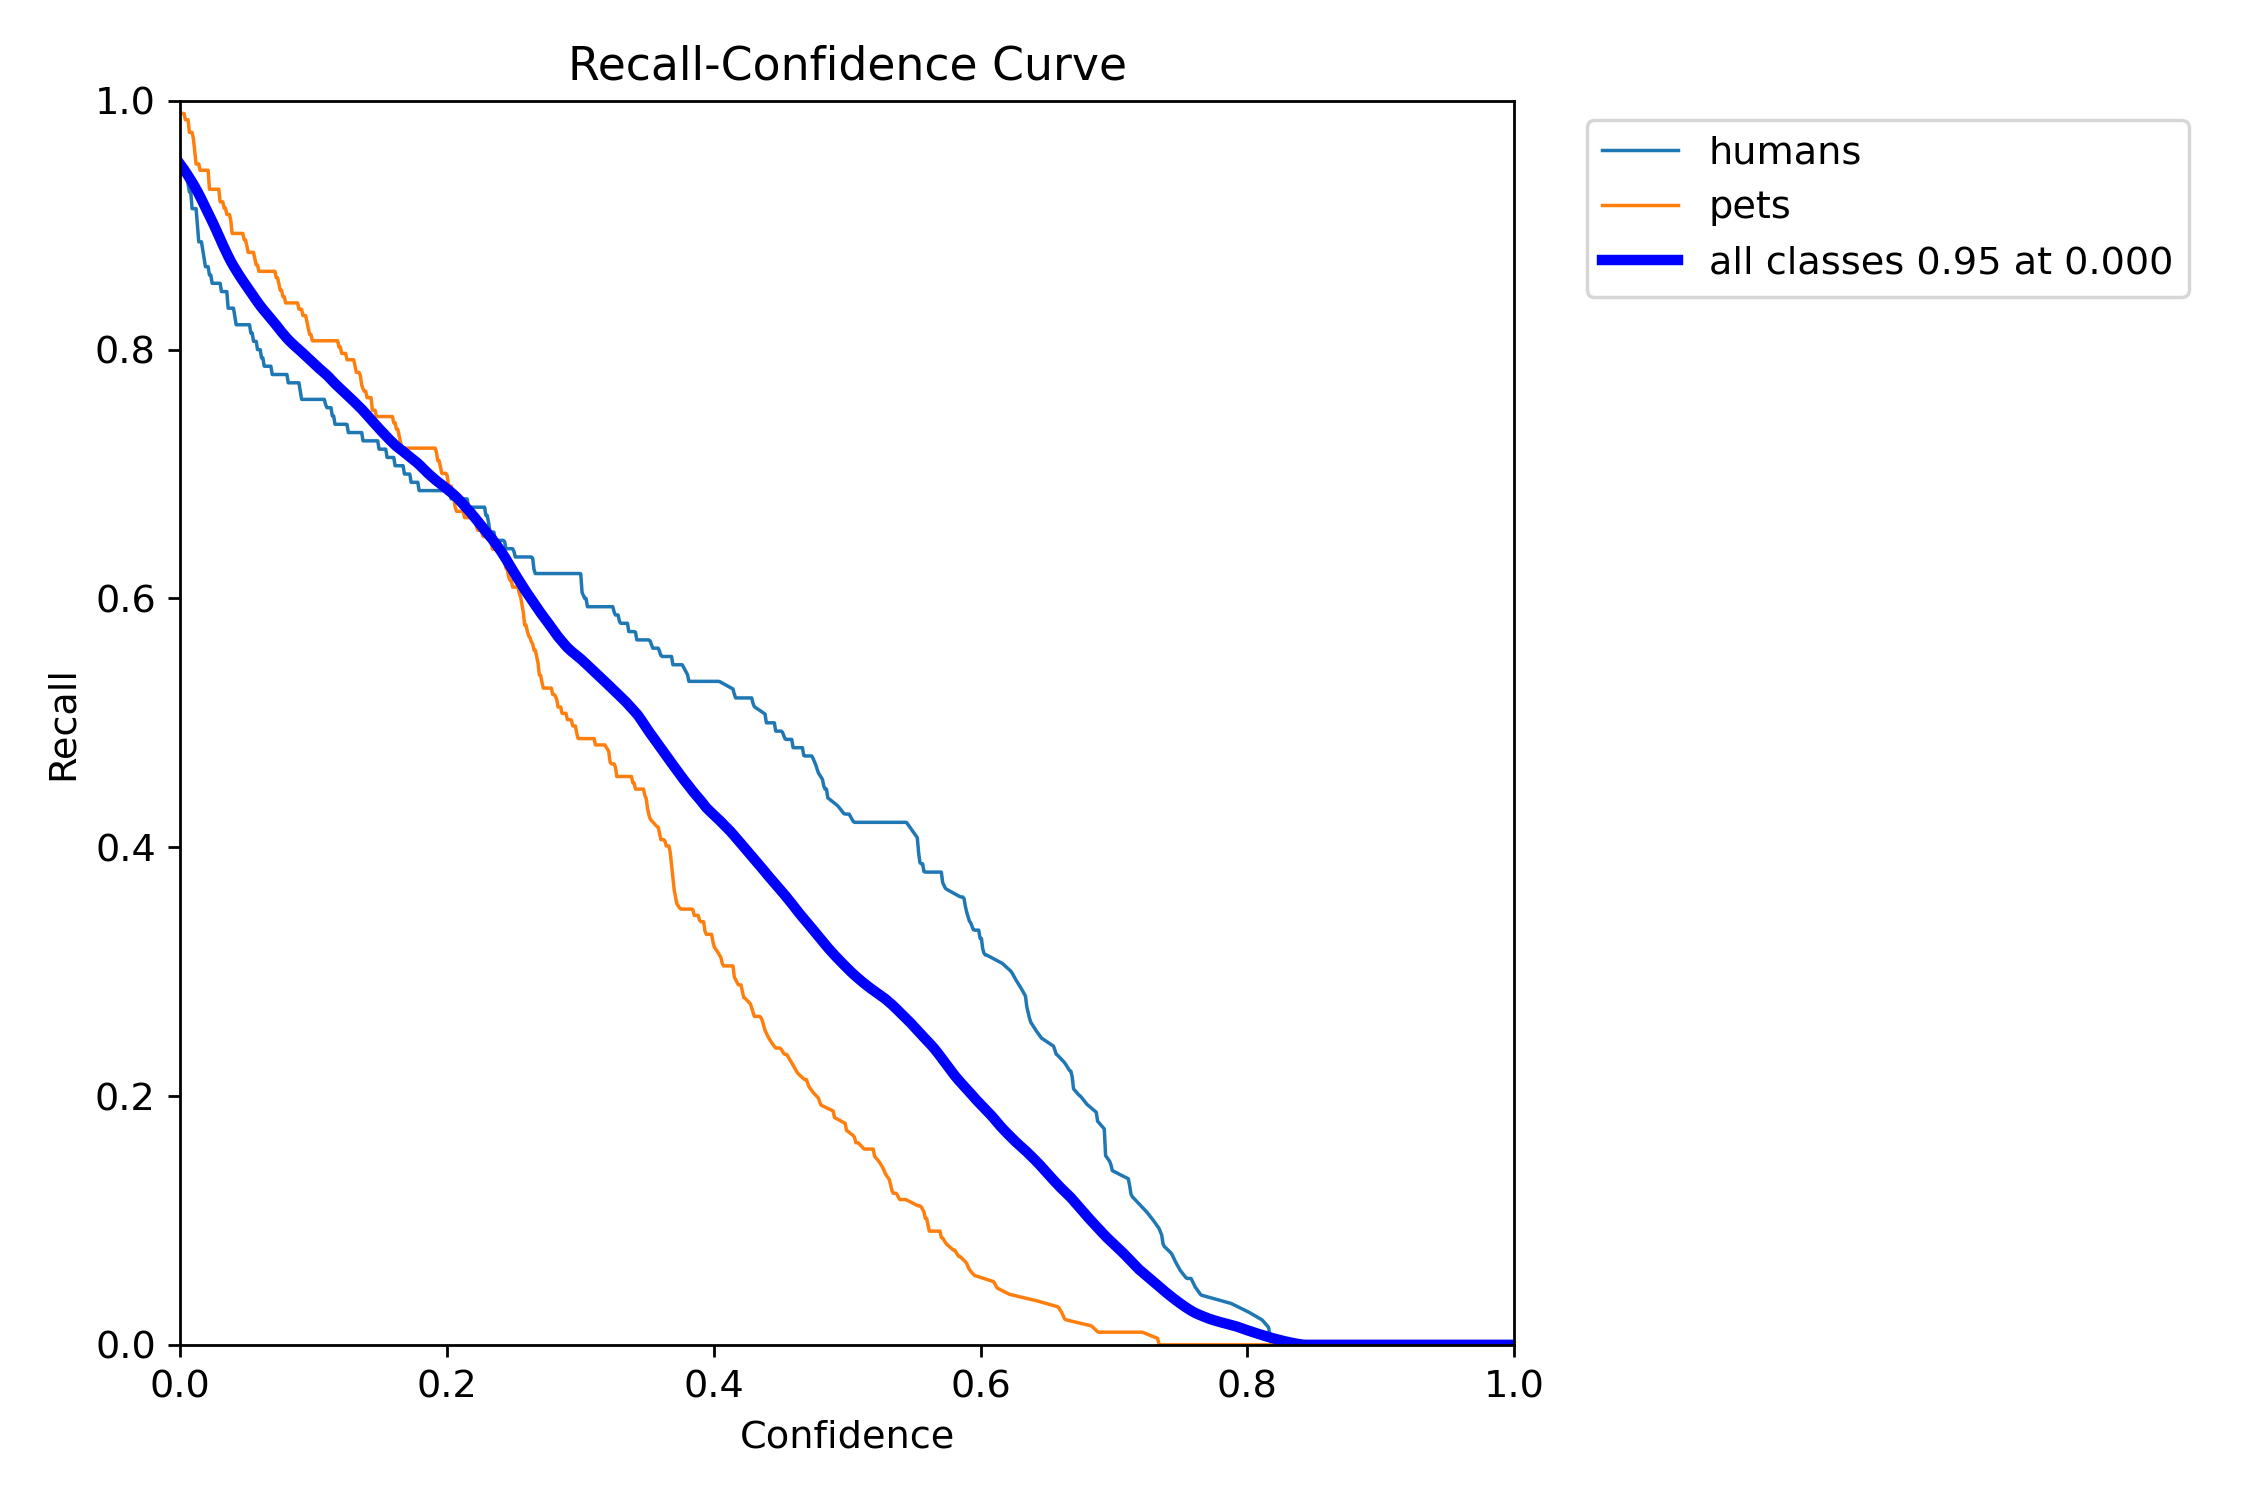 Recall-Confidence Curve
1.0
0.8
0.6
0.4
0.2
0.0
Recall
0.0 0.2 0.4 0.6 0.8 1.0
Confidence
humans
pets
all classes 0.95 at 0.000